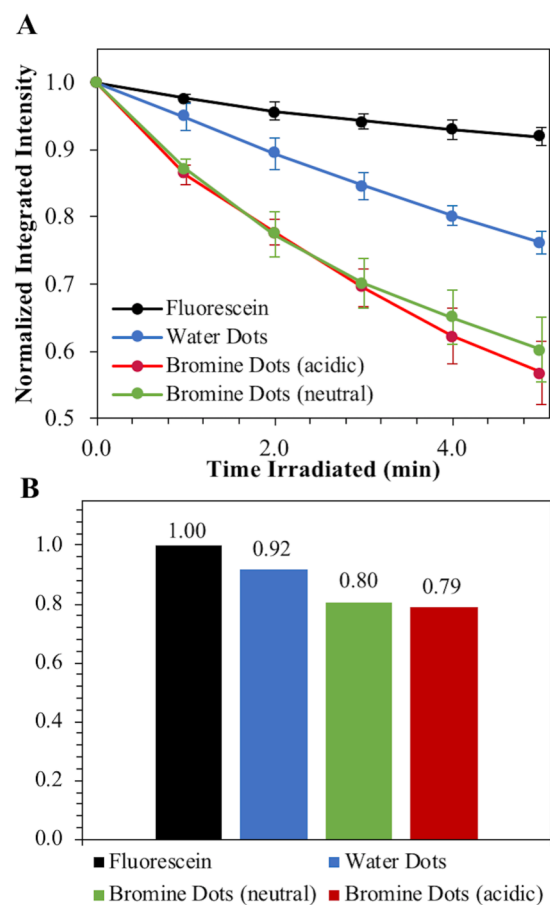 A
Normalized Integrated Intensity
1.0
0.9
0.8
0.7
0.6
0.5
Fluorescein
Water Dots
Bromine Dots (acidic)
Bromine Dots (neutral)
0.0 2.0 4.0
Time Irradiated (min)
B
1.0
0.8
0.6
0.4
0.2
0.0
1.00
0.92
0.80
0.79
Fluorescein Water Dots
Bromine Dots (neutral) Bromine Dots (acidic)